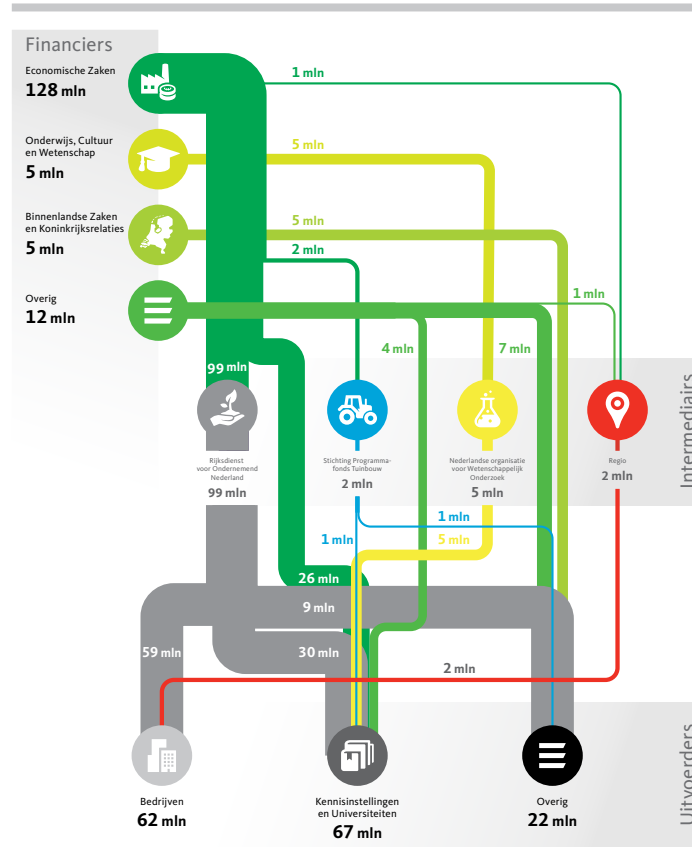 Financiers
Economische Zaken
128 mln
1 mln
Onderwijs, Cultuur
en Wetenschap
5 mln
5 mln
Binnenlandse Zaken
en Koninkrijksrelaties
5 mln
5 mln
2 mln
Overig
12 mln
1 mln
4 mln
7 mln
99 mln
Intermediairs
Rijksdienst
voor Ondernemend
Nederland
99 mln
Stichting Programma-
fonds Tuinbouw
2 mln
Nederlandse organisatie
voor Wetenschappelijk
Onderzoek
5 mln
Regio
2 mln
1 mln
1 mln
5 mln
26 mln
9 mln
59 mln
30 mln
2 mln
Uitvoerders
Bedrijven
62 mln
Kennisinstellingen
en Universiteiten
67 mln
Overig
22 mln